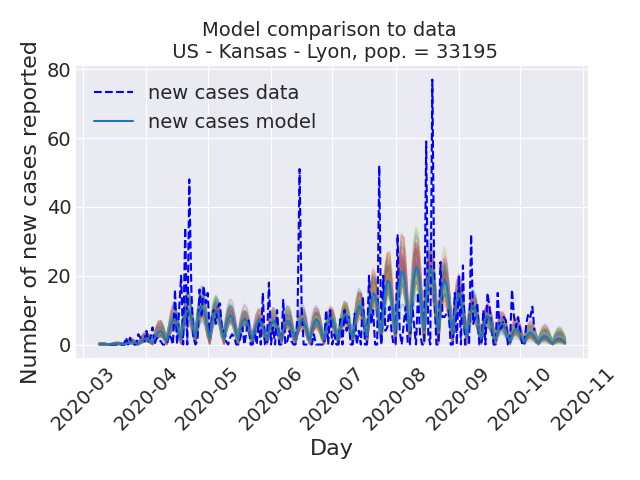 Model comparison to data
US - Kansas - Lyon, pop. = 33195
Number of new cases reported
80
60
40
20
0
new cases data
new cases model
2020-03
2020-04
2020-05
2020-06
2020-07
2020-08
2020-09
2020-10
2020-11
Day